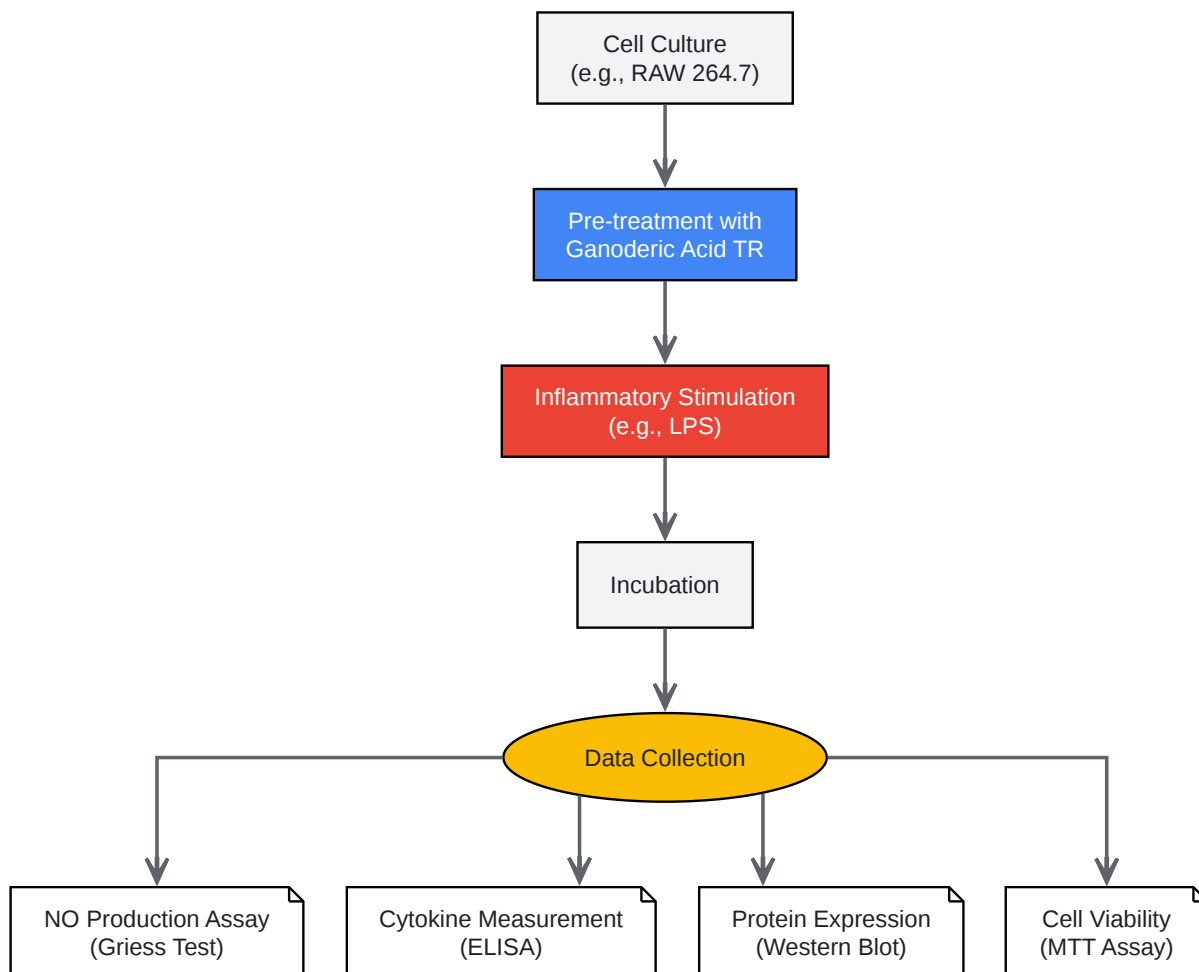 Cell Culture
(e.g., RAW 264.7)
Pre-treatment with
Ganoderic Acid TR
Inflammatory Stimulation
(e.g., LPS)
Incubation
Data Collection
NO Production Assay
(Griess Test)
Cytokine Measurement
(ELISA)
Protein Expression
(Western Blot)
Cell Viability
(MTT Assay)